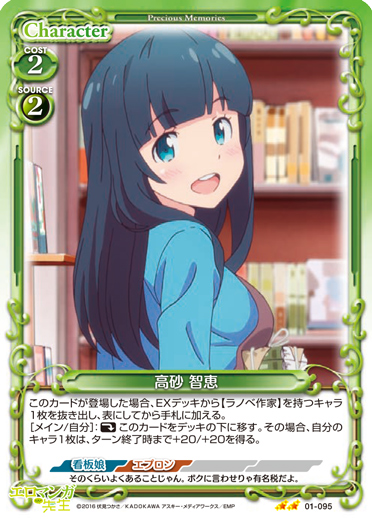 Precious Memories
Character
COST
2
SOURCE
2
高砂 智恵
このカードが登場した場合、EXデッキから【ラノベ作家】を持つキャラ
1枚を抜き出し、表にしてから手札に加える。
[メイン/自分]：このカードをデッキの下に移す。その場合、自分の
キャラ1枚は、ターン終了時まで+20/+20を得る。
看板娘 エプロン
そのくらいよくあることじゃん。ボクに言わせりゃ有名税だよ。
エロマンガ
先生
©2016 伏見つかさ/KADOKAWA アスキー・メディアワークス/EMP
01-095